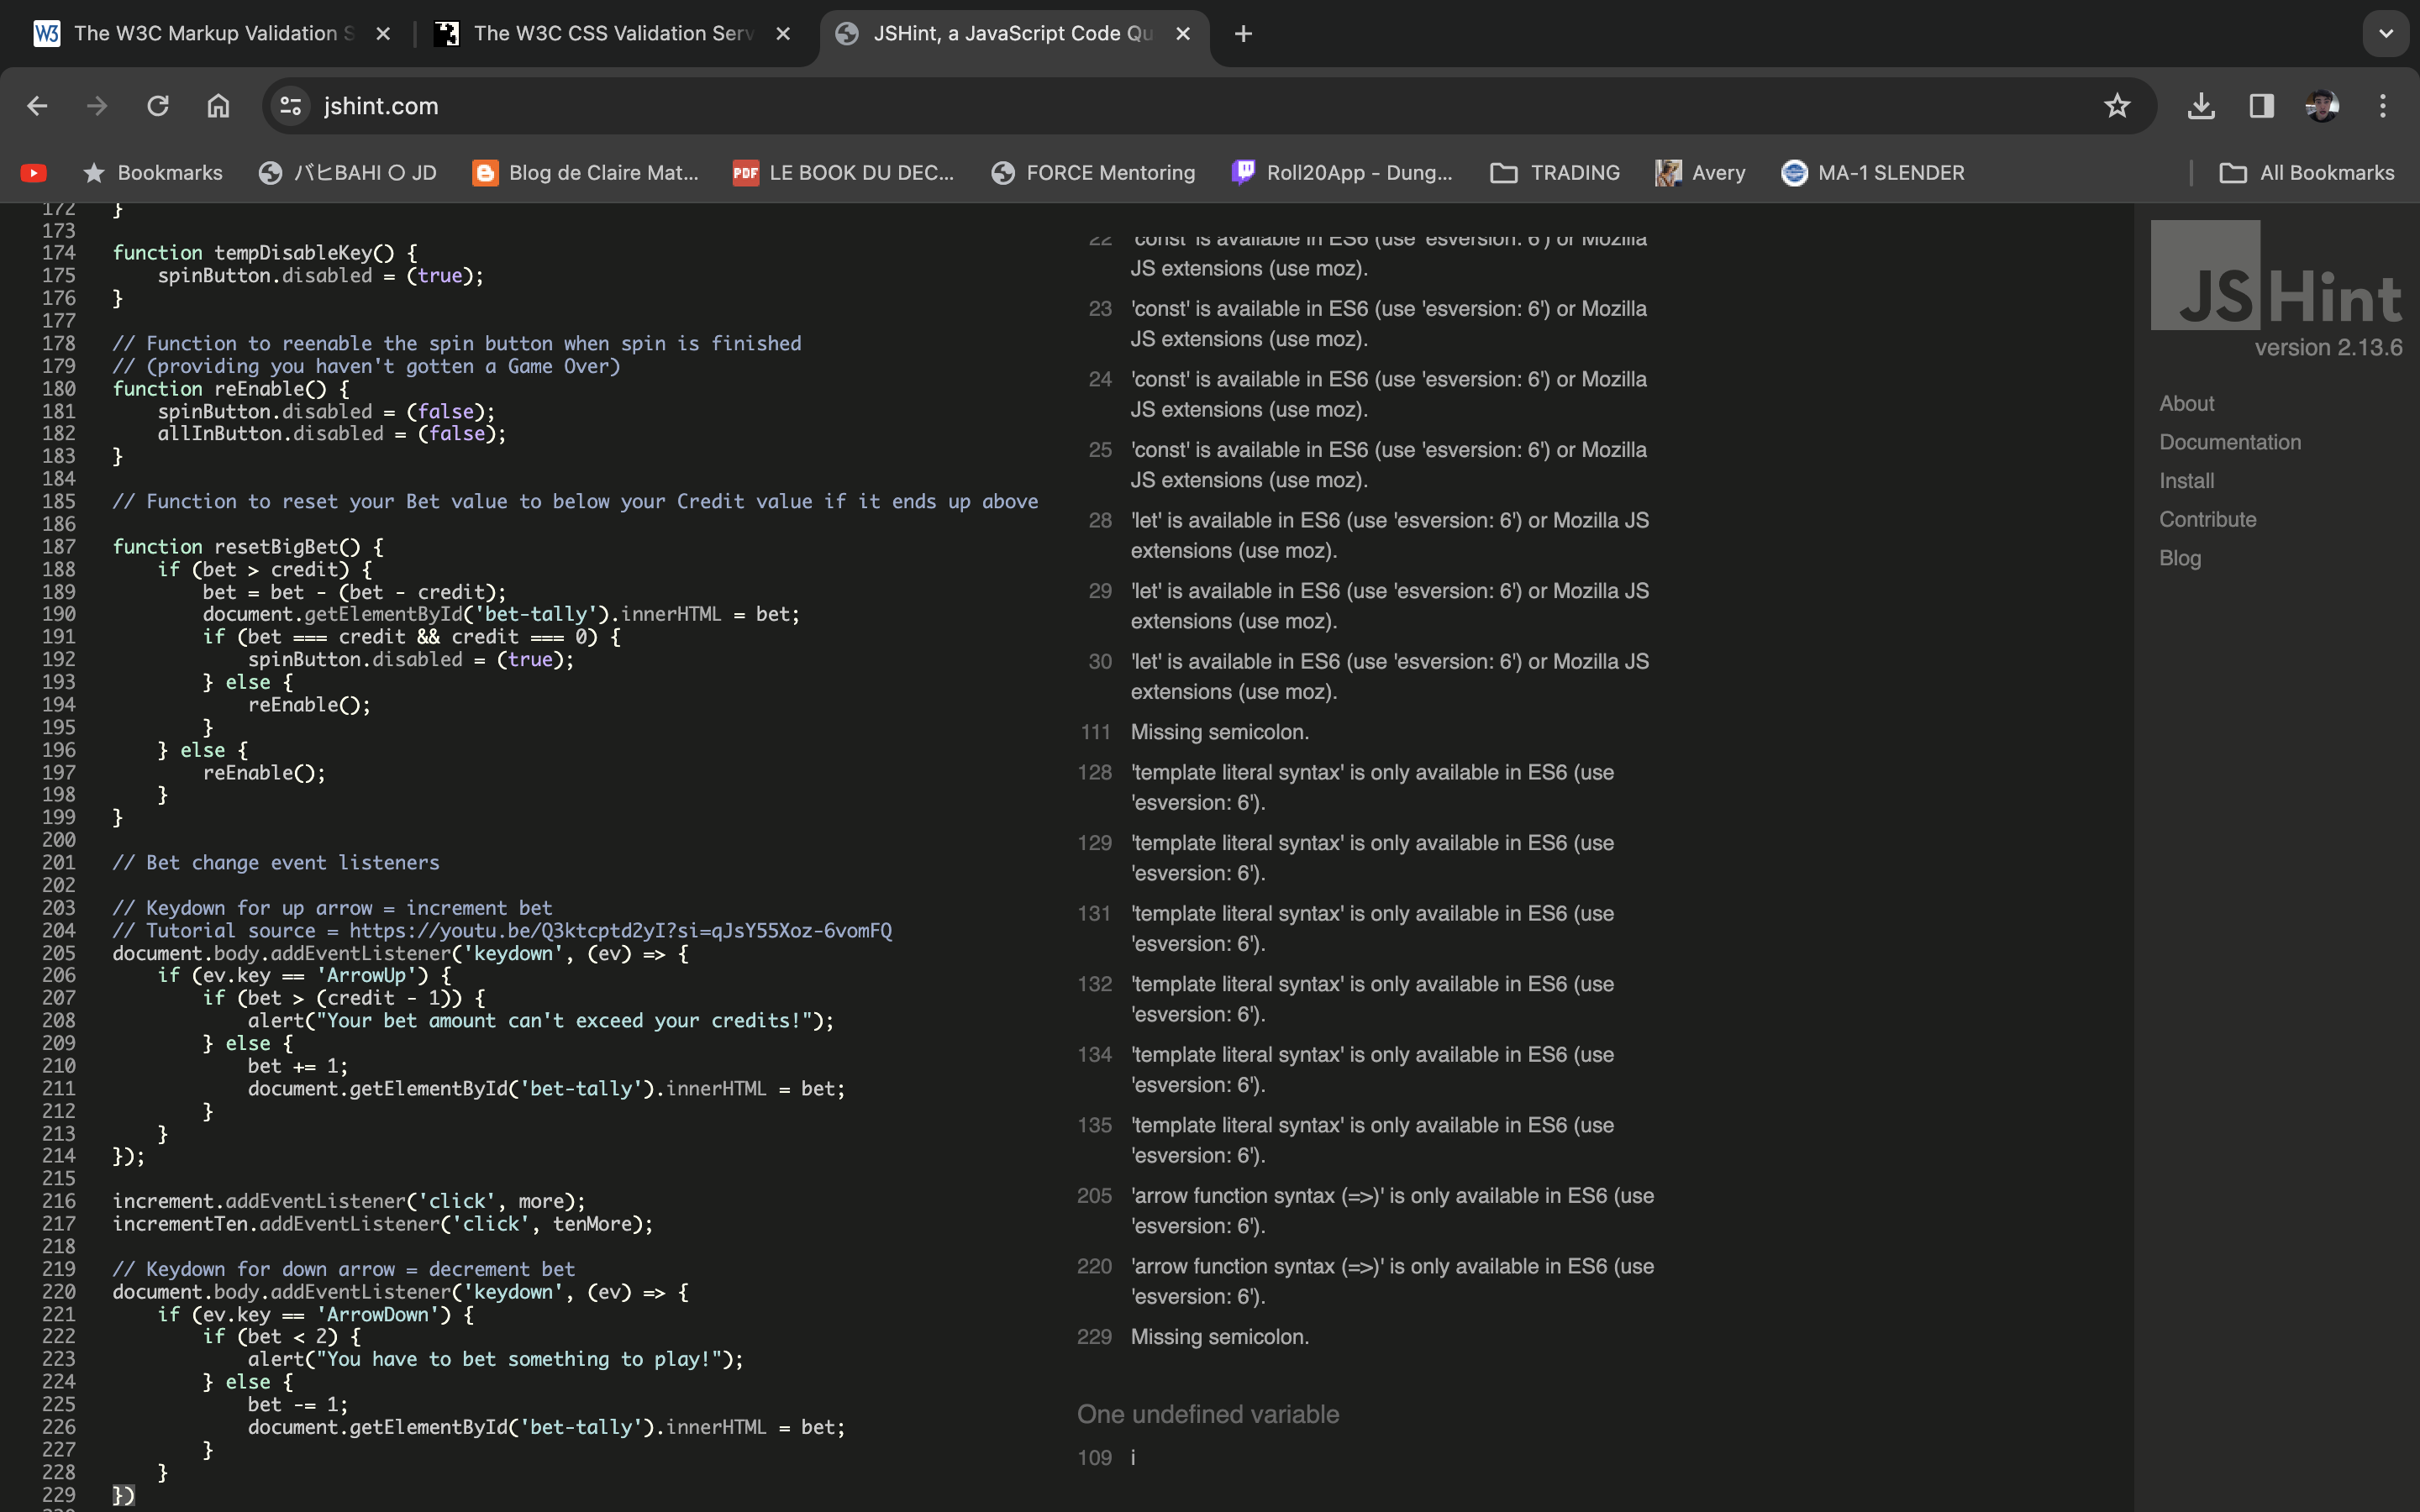 The W3C Markup Validation S
The W3C CSS Validation Serv
JSHint, a JavaScript Code Qu
jshint.com
Bookmarks
バヒBAHI 〇 JD
Blog de Claire Mat...
PDF LE BOOK DU DEC...
FORCE Mentoring
Roll20App - Dung...
TRADING
Avery
MA-1 SLENDER
All Bookmarks
172 }
173
174 function tempDisableKey() {
175 spinButton.disabled = (true);
176 }
177
178 // Function to reenable the spin button when spin is finished
179 // (providing you haven't gotten a Game Over)
180 function reEnable() {
181 spinButton.disabled = (false);
182 allInButton.disabled = (false);
183 }
184
185 // Function to reset your Bet value to below your Credit value if it ends up above
186
187 function resetBigBet() {
188 if (bet > credit) {
189 bet = bet - (bet - credit);
190 document.getElementById('bet-tally').innerHTML = bet;
191 if (bet === credit && credit === 0) {
192 spinButton.disabled = (true);
193 } else {
194 reEnable();
195 }
196 } else {
197 reEnable();
198 }
199 }
200
201 // Bet change event listeners
202
203 // Keydown for up arrow = increment bet
204 // Tutorial source = https://youtu.be/Q3ktcptd2yI?si=qJsY55Xoz-6vomFQ
205 document.body.addEventListener('keydown', (ev) => {
206 if (ev.key == 'ArrowUp') {
207 if (bet > (credit - 1)) {
208 alert("Your bet amount can't exceed your credits!");
209 } else {
210 bet += 1;
211 document.getElementById('bet-tally').innerHTML = bet;
212 }
213 }
214 });
215
216 increment.addEventListener('click', more);
217 incrementTen.addEventListener('click', tenMore);
218
219 // Keydown for down arrow = decrement bet
220 document.body.addEventListener('keydown', (ev) => {
221 if (ev.key == 'ArrowDown') {
222 if (bet < 2) {
223 alert("You have to bet something to play!");
224 } else {
225 bet -= 1;
226 document.getElementById('bet-tally').innerHTML = bet;
227 }
228 }
229 })
22 'const' is available in ES6 (use 'esversion: 6') or Mozilla
JS extensions (use moz).
23 'const' is available in ES6 (use 'esversion: 6') or Mozilla
JS extensions (use moz).
24 'const' is available in ES6 (use 'esversion: 6') or Mozilla
JS extensions (use moz).
25 'const' is available in ES6 (use 'esversion: 6') or Mozilla
JS extensions (use moz).
28 'let' is available in ES6 (use 'esversion: 6') or Mozilla JS
extensions (use moz).
29 'let' is available in ES6 (use 'esversion: 6') or Mozilla JS
extensions (use moz).
30 'let' is available in ES6 (use 'esversion: 6') or Mozilla JS
extensions (use moz).
111 Missing semicolon.
128 'template literal syntax' is only available in ES6 (use
'esversion: 6').
129 'template literal syntax' is only available in ES6 (use
'esversion: 6').
131 'template literal syntax' is only available in ES6 (use
'esversion: 6').
132 'template literal syntax' is only available in ES6 (use
'esversion: 6').
134 'template literal syntax' is only available in ES6 (use
'esversion: 6').
135 'template literal syntax' is only available in ES6 (use
'esversion: 6').
205 'arrow function syntax (=>)' is only available in ES6 (use
'esversion: 6').
220 'arrow function syntax (=>)' is only available in ES6 (use
'esversion: 6').
229 Missing semicolon.
One undefined variable
109 i
JSHint
version 2.13.6
About
Documentation
Install
Contribute
Blog